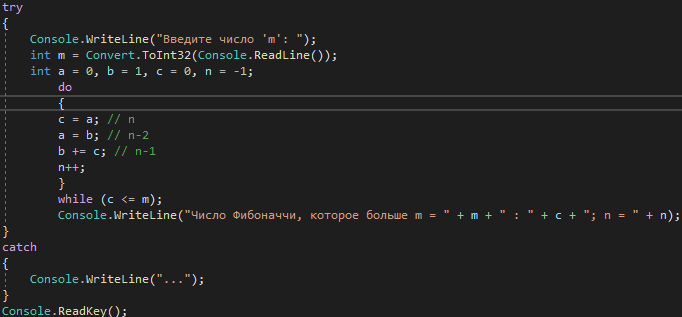 try
{
Console.WriteLine("Введите число 'm': ");
int m = Convert.ToInt32(Console.ReadLine());
int a = 0, b = 1, c = 0, n = -1;
do
{
c = a; // n
a = b; // n-2
b += c; // n-1
n++;
}
while (c <= m);
Console.WriteLine("Число Фибоначчи, которое больше m = " + m + " : " + c + "; n = " + n);
}
catch
{
Console.WriteLine("...");
}
Console.ReadKey();